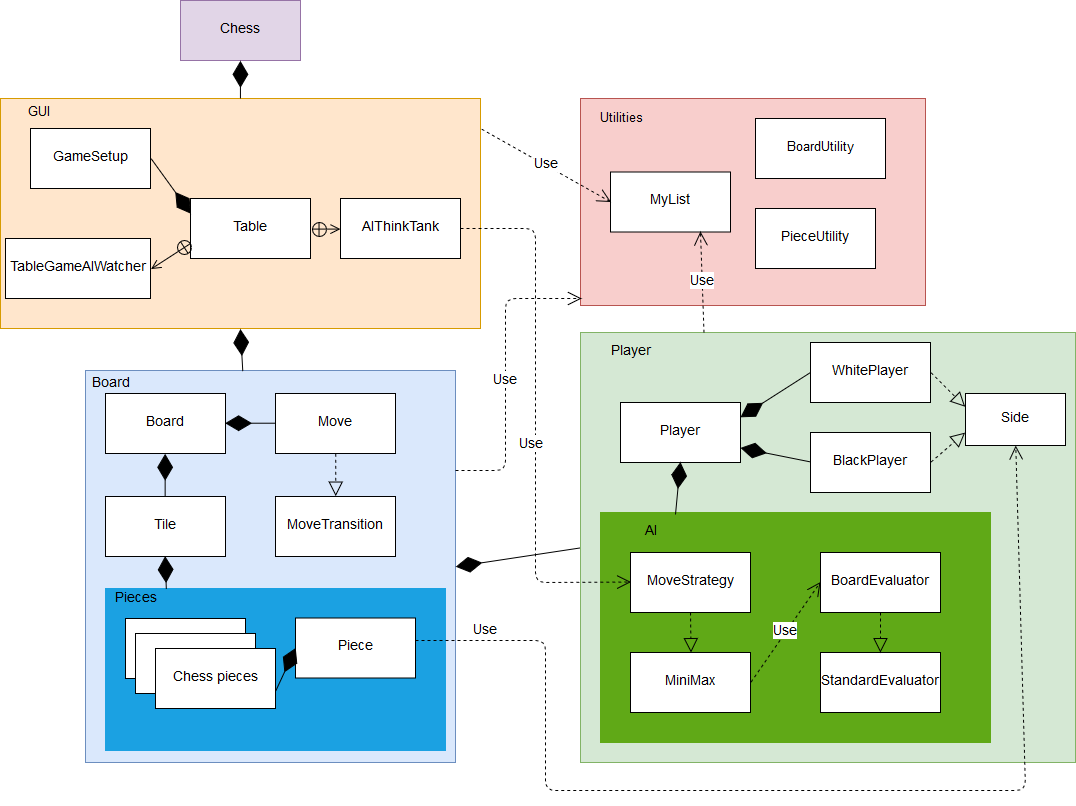 Chess
GUI
GameSetup
Table
AIThinkTank
TableGameAIWatcher
Use
Utilities
BoardUtility
MyList
PieceUtility
Use
Board
Board
Move
Tile
MoveTransition
Use
Use
Pieces
Chess pieces
Piece
Use
Player
WhitePlayer
Side
Player
BlackPlayer
AI
MoveStrategy
BoardEvaluator
Use
MiniMax
StandardEvaluator